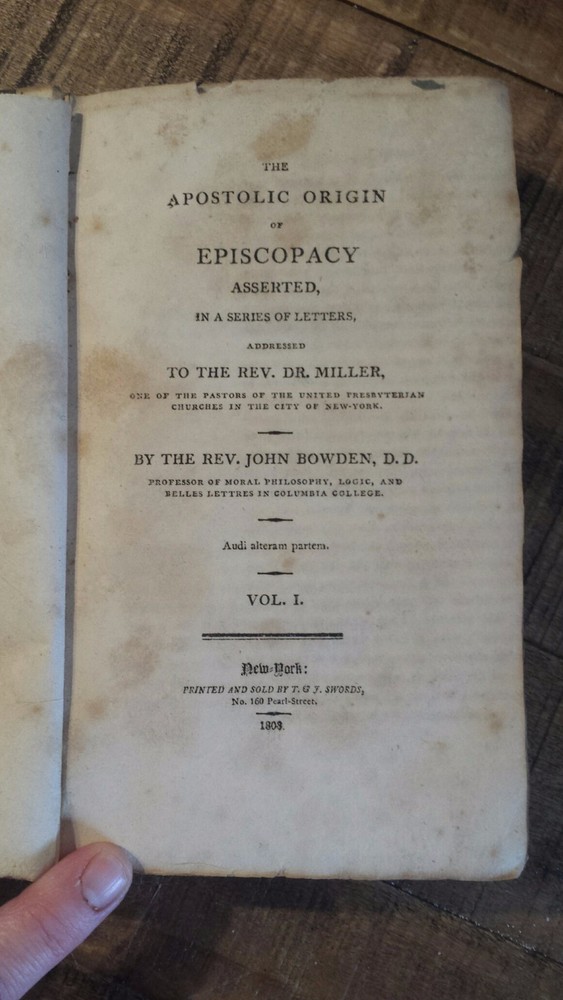 THE
APOSTOLIC ORIGIN
OF
EPISCOPACY
ASSERTED,
IN A SERIES OF LETTERS,
ADDRESSED
TO THE REV. DR. MILLER,
ONE OF THE PASTORS OF THE UNITED PRESBYTERIAN
CHURCHES IN THE CITY OF NEW-YORK.
BY THE REV. JOHN BOWDEN, D. D.
PROFESSOR OF MORAL PHILOSOPHY, LOGIC, AND
BELLES LETTRES IN COLUMBIA COLLEGE.
Audi alteram partem.
VOL. I.
New-York:
PRINTED AND SOLD BY T. & J. SWORDS,
No. 160 Pearl-Street.
1808.